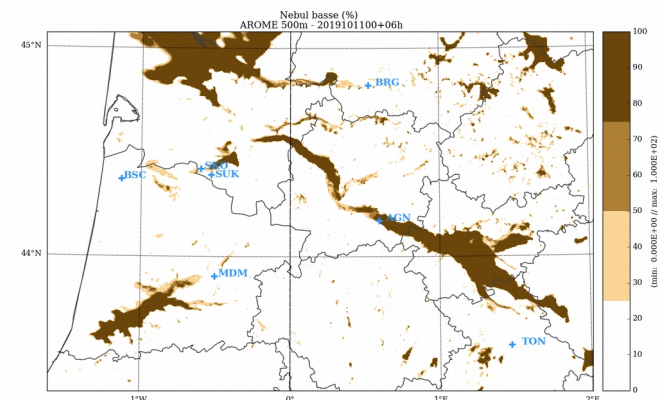 Nebul basse (%)
AROME 500m - 2019101100+06h
45°N
44°N
BRG
SKO
SUK
BSC
AGN
MDM
TON
1°W
0°
1°E
2°E
100
90
80
70
60
50
40
30
20
10
0
(min: 0.000E+00 // max: 1.000E+02)